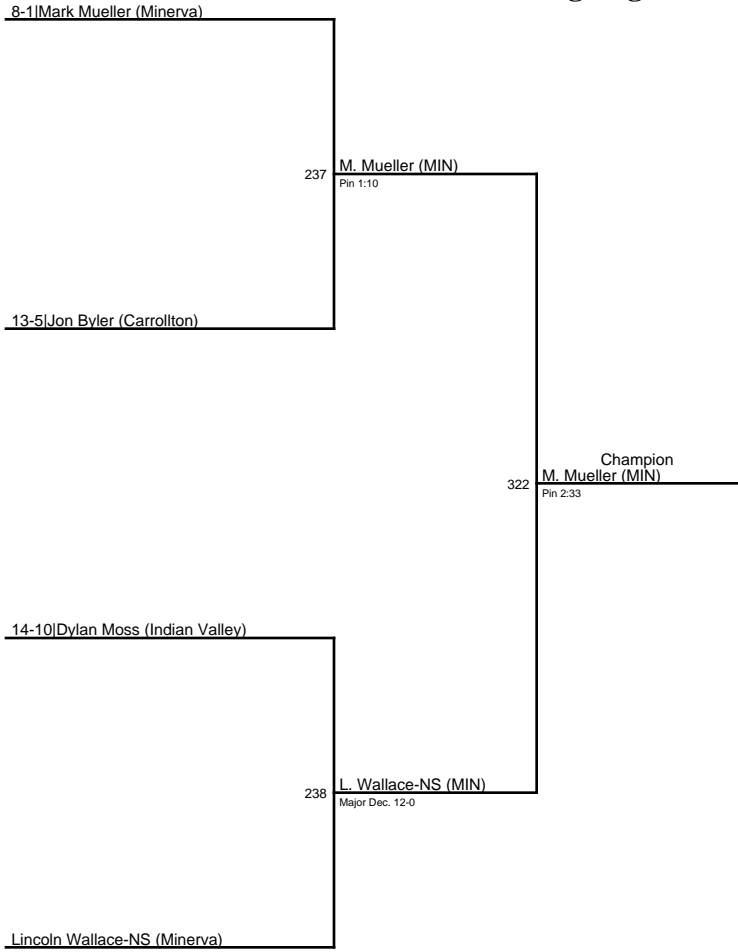 8-1|Mark Mueller (Minerva)
237
M. Mueller (MIN)
Pin 1:10
13-5|Jon Byler (Carrollton)
Champion
322
M. Mueller (MIN)
Pin 2:33
14-10|Dylan Moss (Indian Valley)
238
L. Wallace-NS (MIN)
Major Dec. 12-0
Lincoln Wallace-NS (Minerva)